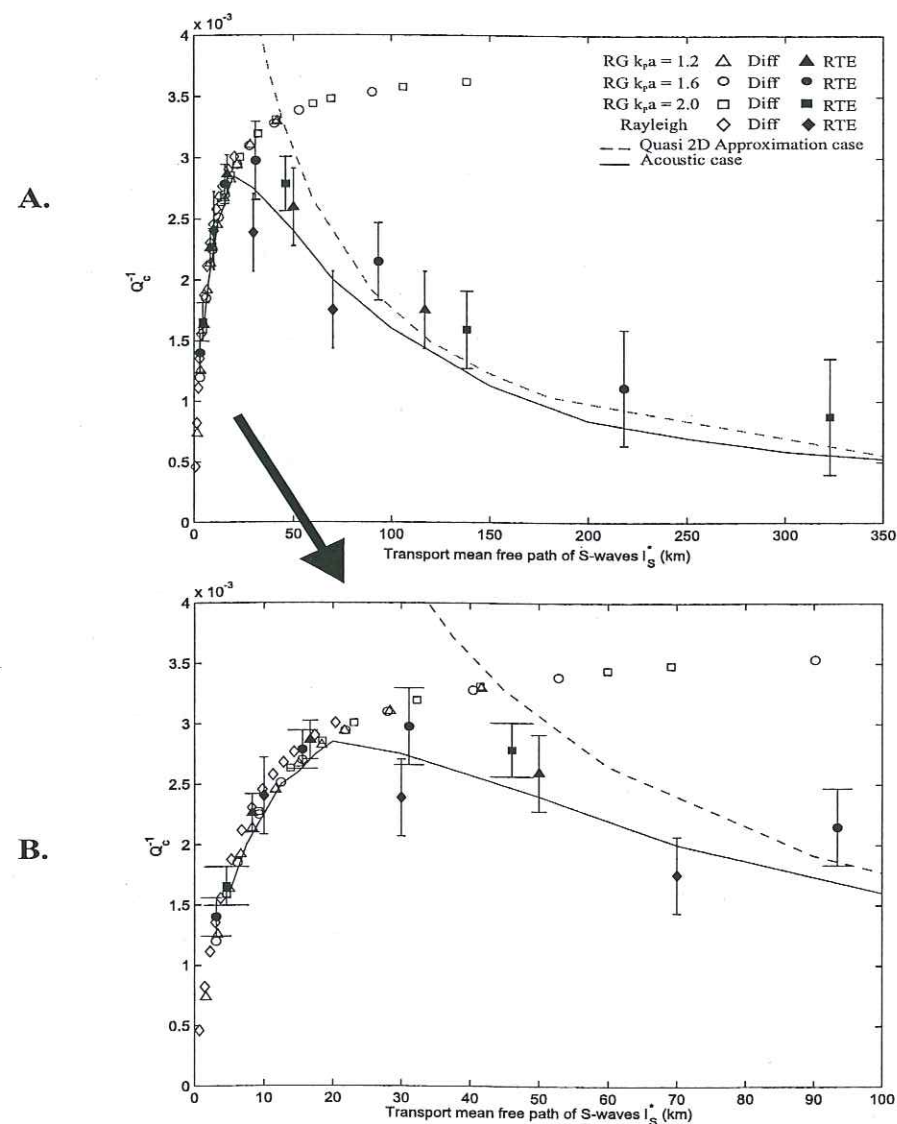 x 10⁻³
4
3.5
3
2.5
2
1.5
1
0.5
0
A.
Q_c^-1
RG k_P a = 1.2 Diff RTE
RG k_P a = 1.6 Diff RTE
RG k_P a = 2.0 Diff RTE
Rayleigh Diff RTE
Quasi 2D Approximation case
Acoustic case
0 50 100 150 200 250 300 350
Transport mean free path of S-waves l_S^* (km)
x 10⁻³
4
3.5
3
2.5
2
1.5
1
0.5
0
B.
Q_c^-1
0 10 20 30 40 50 60 70 80 90 100
Transport mean free path of S-waves l_S^* (km)